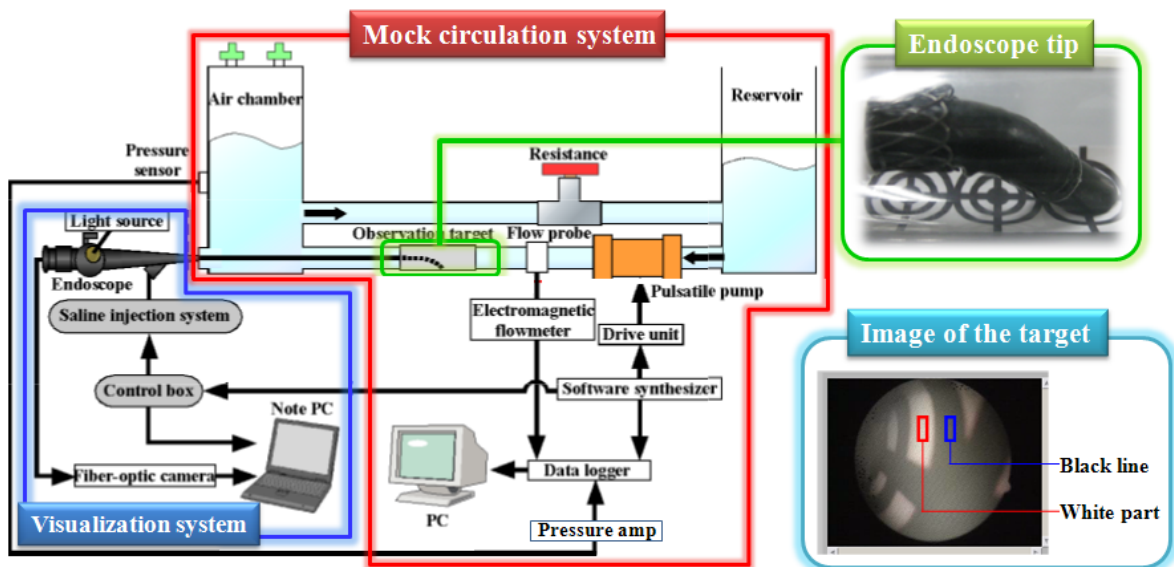 Mock circulation system
Endoscope tip
Air chamber
Reservoir
Pressure
sensor
Resistance
Light source
Observation target
Flow probe
Endoscope
Pulsatile pump
Saline injection system
Electromagnetic
flowmeter
Drive unit
Image of the target
Control box
Software synthesizer
Note PC
Black line
Fiber-optic camera
Data logger
White part
PC
Visualization system
Pressure amp